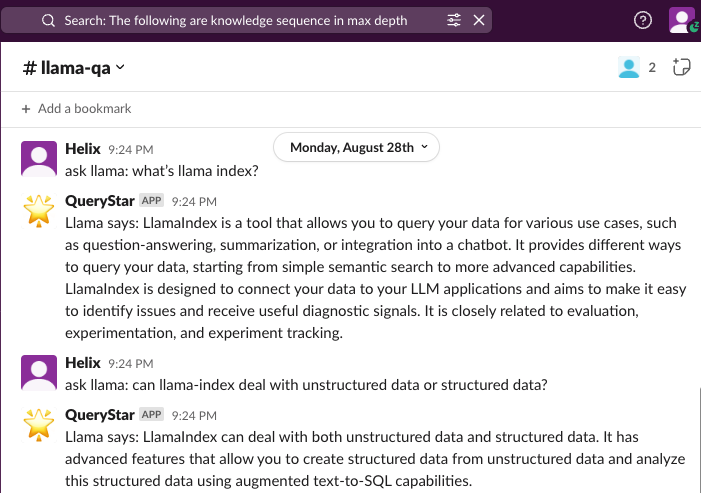 Search: The following are knowledge sequence in max depth
# llama-qa
2
+ Add a bookmark
Monday, August 28th
Helix 9:24 PM
ask llama: what's llama index?
QueryStar APP 9:24 PM
Llama says: LlamaIndex is a tool that allows you to query your data for various use cases, such
as question-answering, summarization, or integration into a chatbot. It provides different ways
to query your data, starting from simple semantic search to more advanced capabilities.
LlamaIndex is designed to connect your data to your LLM applications and aims to make it easy
to identify issues and receive useful diagnostic signals. It is closely related to evaluation,
experimentation, and experiment tracking.
Helix 9:24 PM
ask llama: can llama-index deal with unstructured data or structured data?
QueryStar APP 9:24 PM
Llama says: LlamaIndex can deal with both unstructured data and structured data. It has
advanced features that allow you to create structured data from unstructured data and analyze
this structured data using augmented text-to-SQL capabilities.